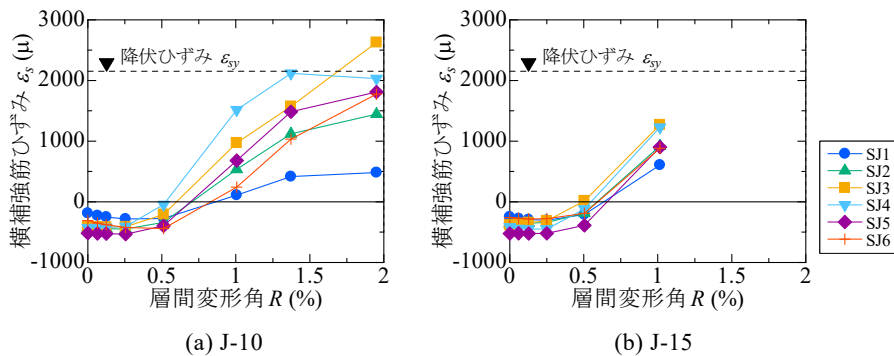 3000
2000
1000
0
-1000
横補強筋ひずみ εs (μ)
降伏ひずみ εsy
0 0.5 1 1.5 2
層間変形角 R (%)
(a) J-10
3000
2000
1000
0
-1000
横補強筋ひずみ εs (μ)
降伏ひずみ εsy
0 0.5 1 1.5 2
層間変形角 R (%)
(b) J-15
SJ1
SJ2
SJ3
SJ4
SJ5
SJ6